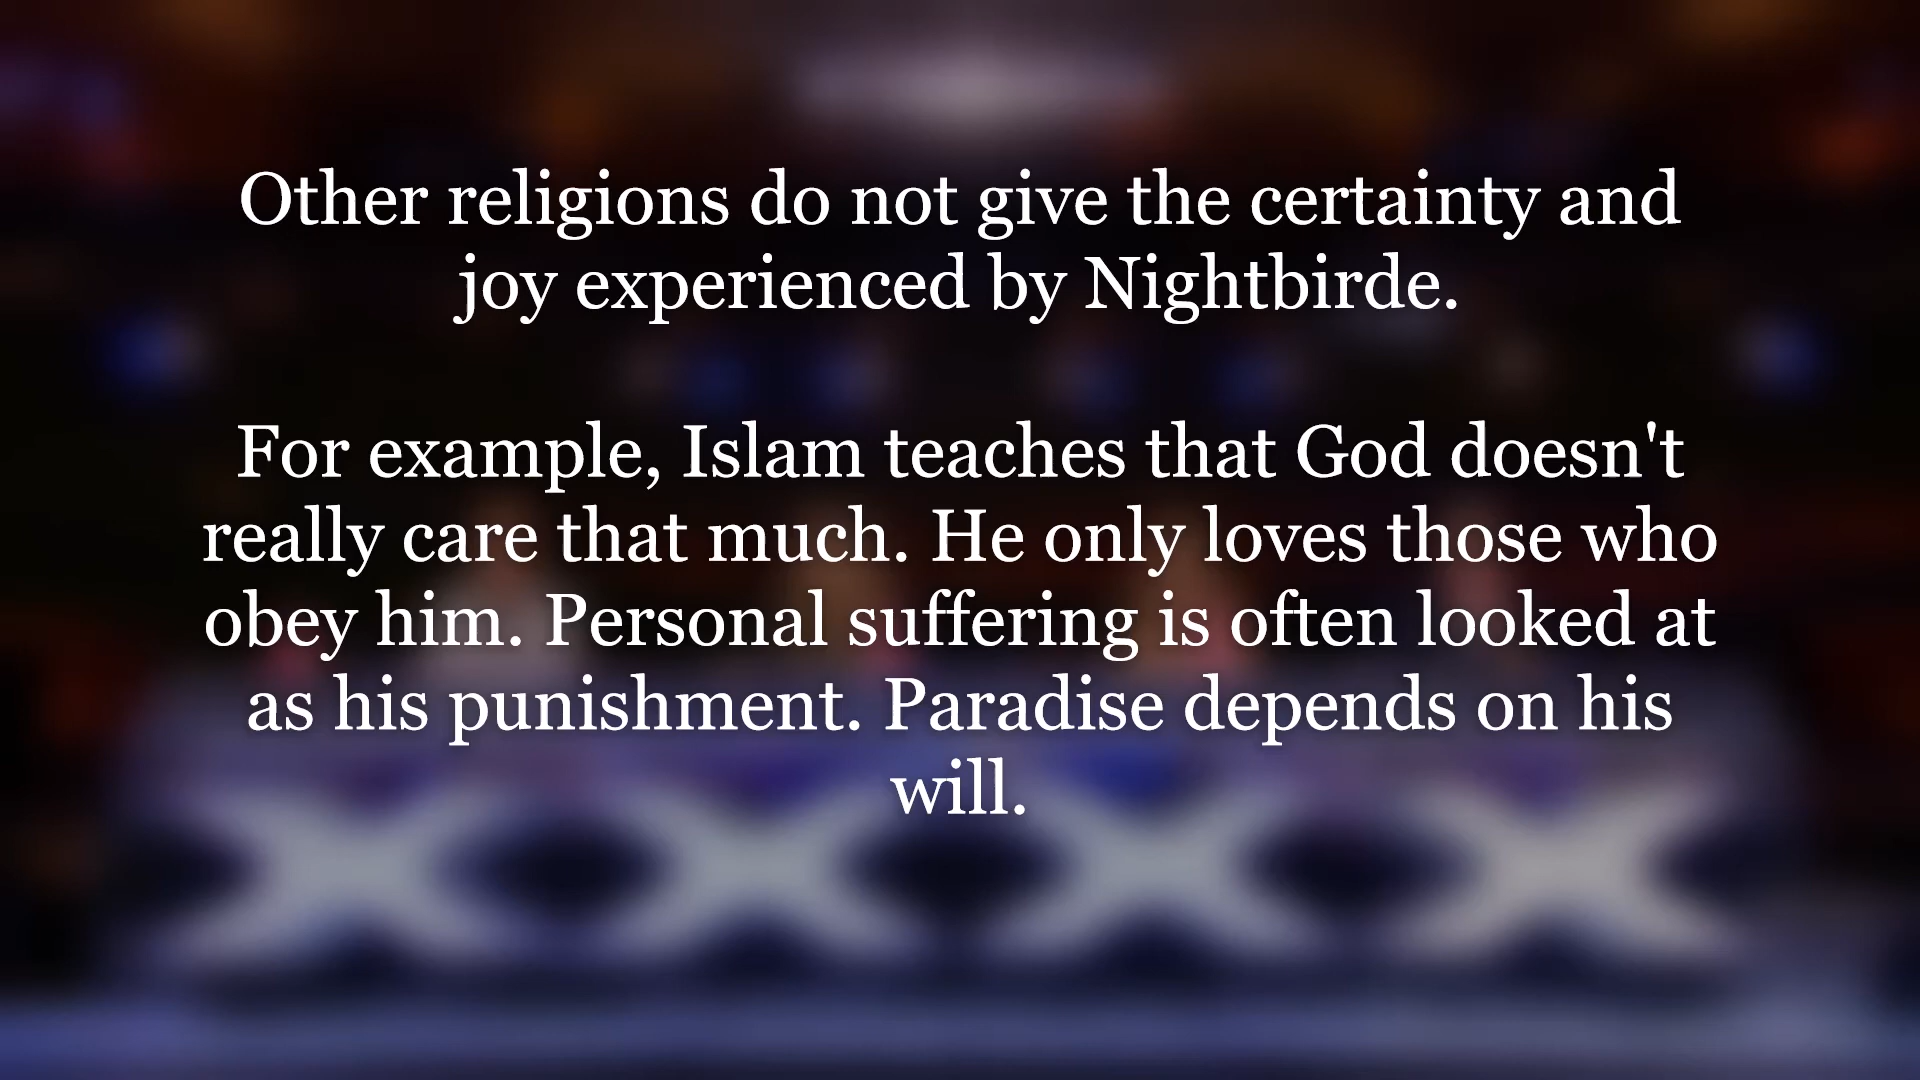 Other religions do not give the certainty and
joy experienced by Nightbirde.
For example, Islam teaches that God doesn't
really care that much. He only loves those who
obey him. Personal suffering is often looked at
as his punishment. Paradise depends on his
will.